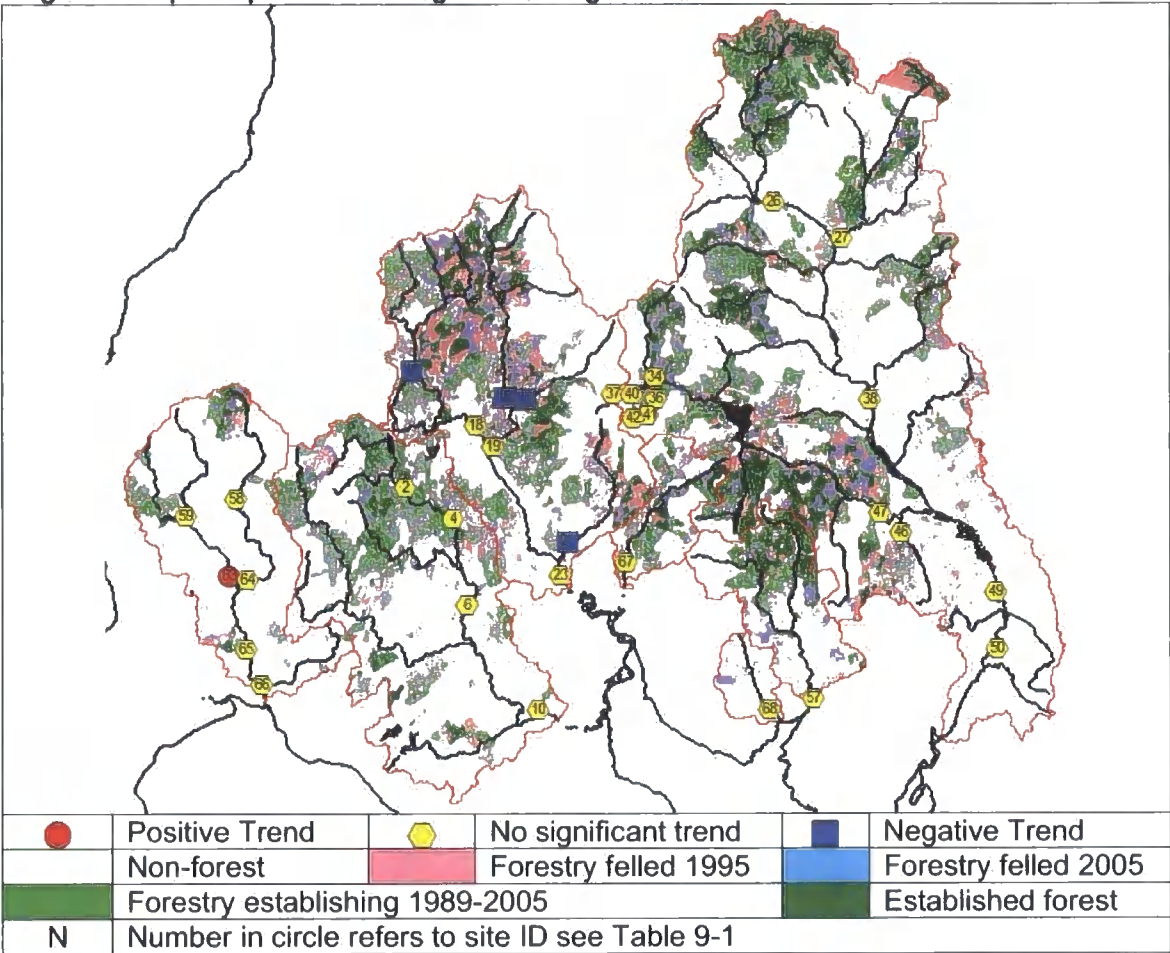 26
27
34
37 40 36
42 41
38
18
19
2
4
58
59
63 64
6
65
66
10
23
67
47
46
49
50
57
68
Positive Trend
No significant trend
Negative Trend
Non-forest
Forestry felled 1995
Forestry felled 2005
Forestry establishing 1989-2005
Established forest
N
Number in circle refers to site ID see Table 9-1